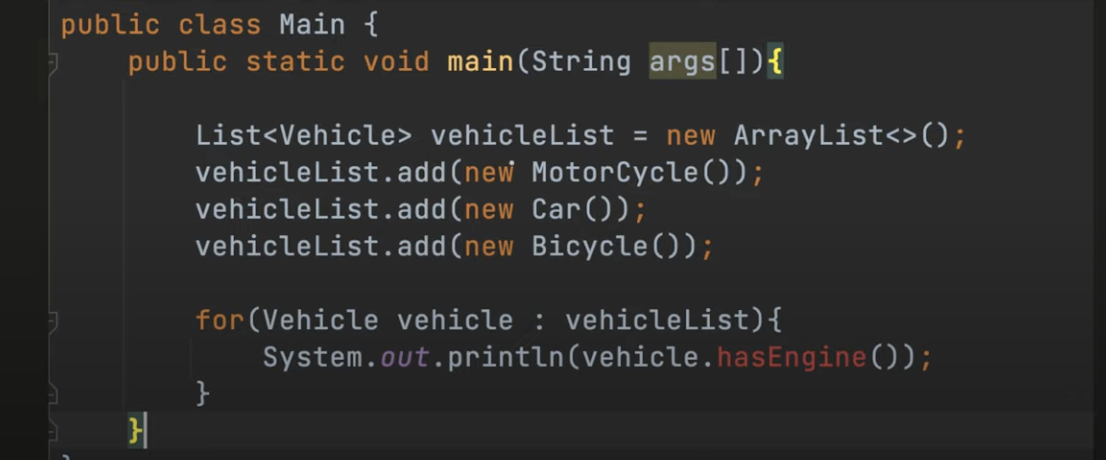 public class Main {
public static void main(String args[]){
List<Vehicle> vehicleList = new ArrayList<>();
vehicleList.add(new MotorCycle());
vehicleList.add(new Car());
vehicleList.add(new Bicycle());
for(Vehicle vehicle : vehicleList){
System.out.println(vehicle.hasEngine());
}
}